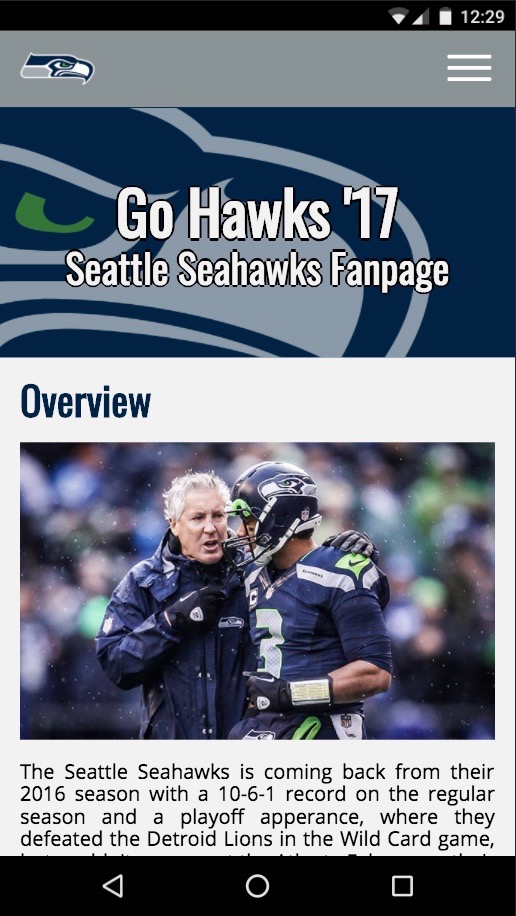 12:29
Go Hawks '17
Seattle Seahawks Fanpage
Overview
SEAHAWKS
3
The Seattle Seahawks is coming back from their
2016 season with a 10-6-1 record on the regular
season and a playoff apperance, where they
defeated the Detroid Lions in the Wild Card game,